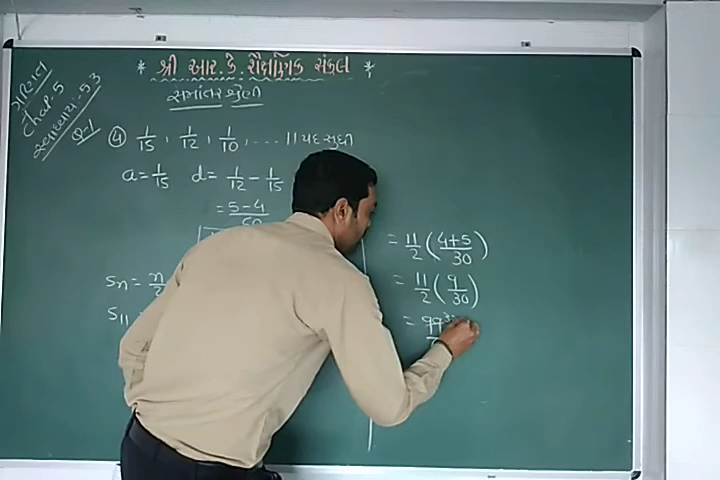 * શ્રી આર. કે. શૈક્ષણિક સંકુલ *
સમાંતર શ્રેણી
ગણિત
Chap-5
સ્વાધ્યાય-5.3
પ્ર-1
④ 1/15, 1/12, 1/10, .... 11 પદ સુધી
a = 1/15 d = 1/12 - 1/15
= 5-4/60
Sn = n/2
S11
= 11/2 (4+5/30)
= 11/2 (9/30)
= 99